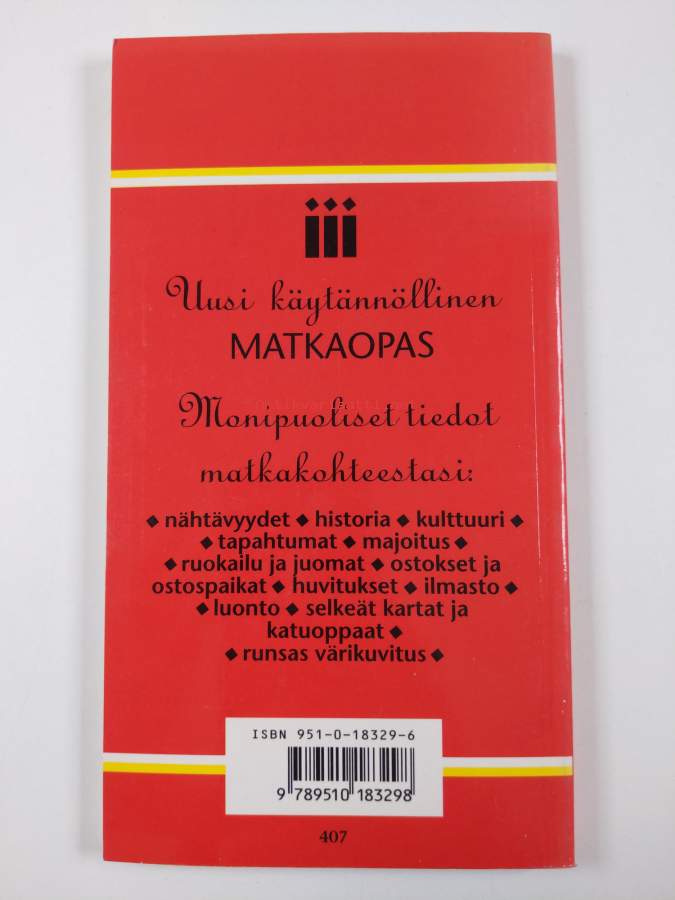 iii
Uusi käytännöllinen
MATKAOPAS
Monipuoliset tiedot
matkakohteestasi:
◆ nähtävyydet ◆ historia ◆ kulttuuri ◆
◆ tapahtumat ◆ majoitus ◆
◆ ruokailu ja juomat ◆ ostokset ja
ostospaikat ◆ huvitukset ◆ ilmasto ◆
◆ luonto ◆ selkeät kartat ja
katuoppaat ◆
◆ runsas värikuvitus ◆
ISBN 951-0-18329-6
9 789510 183298
407